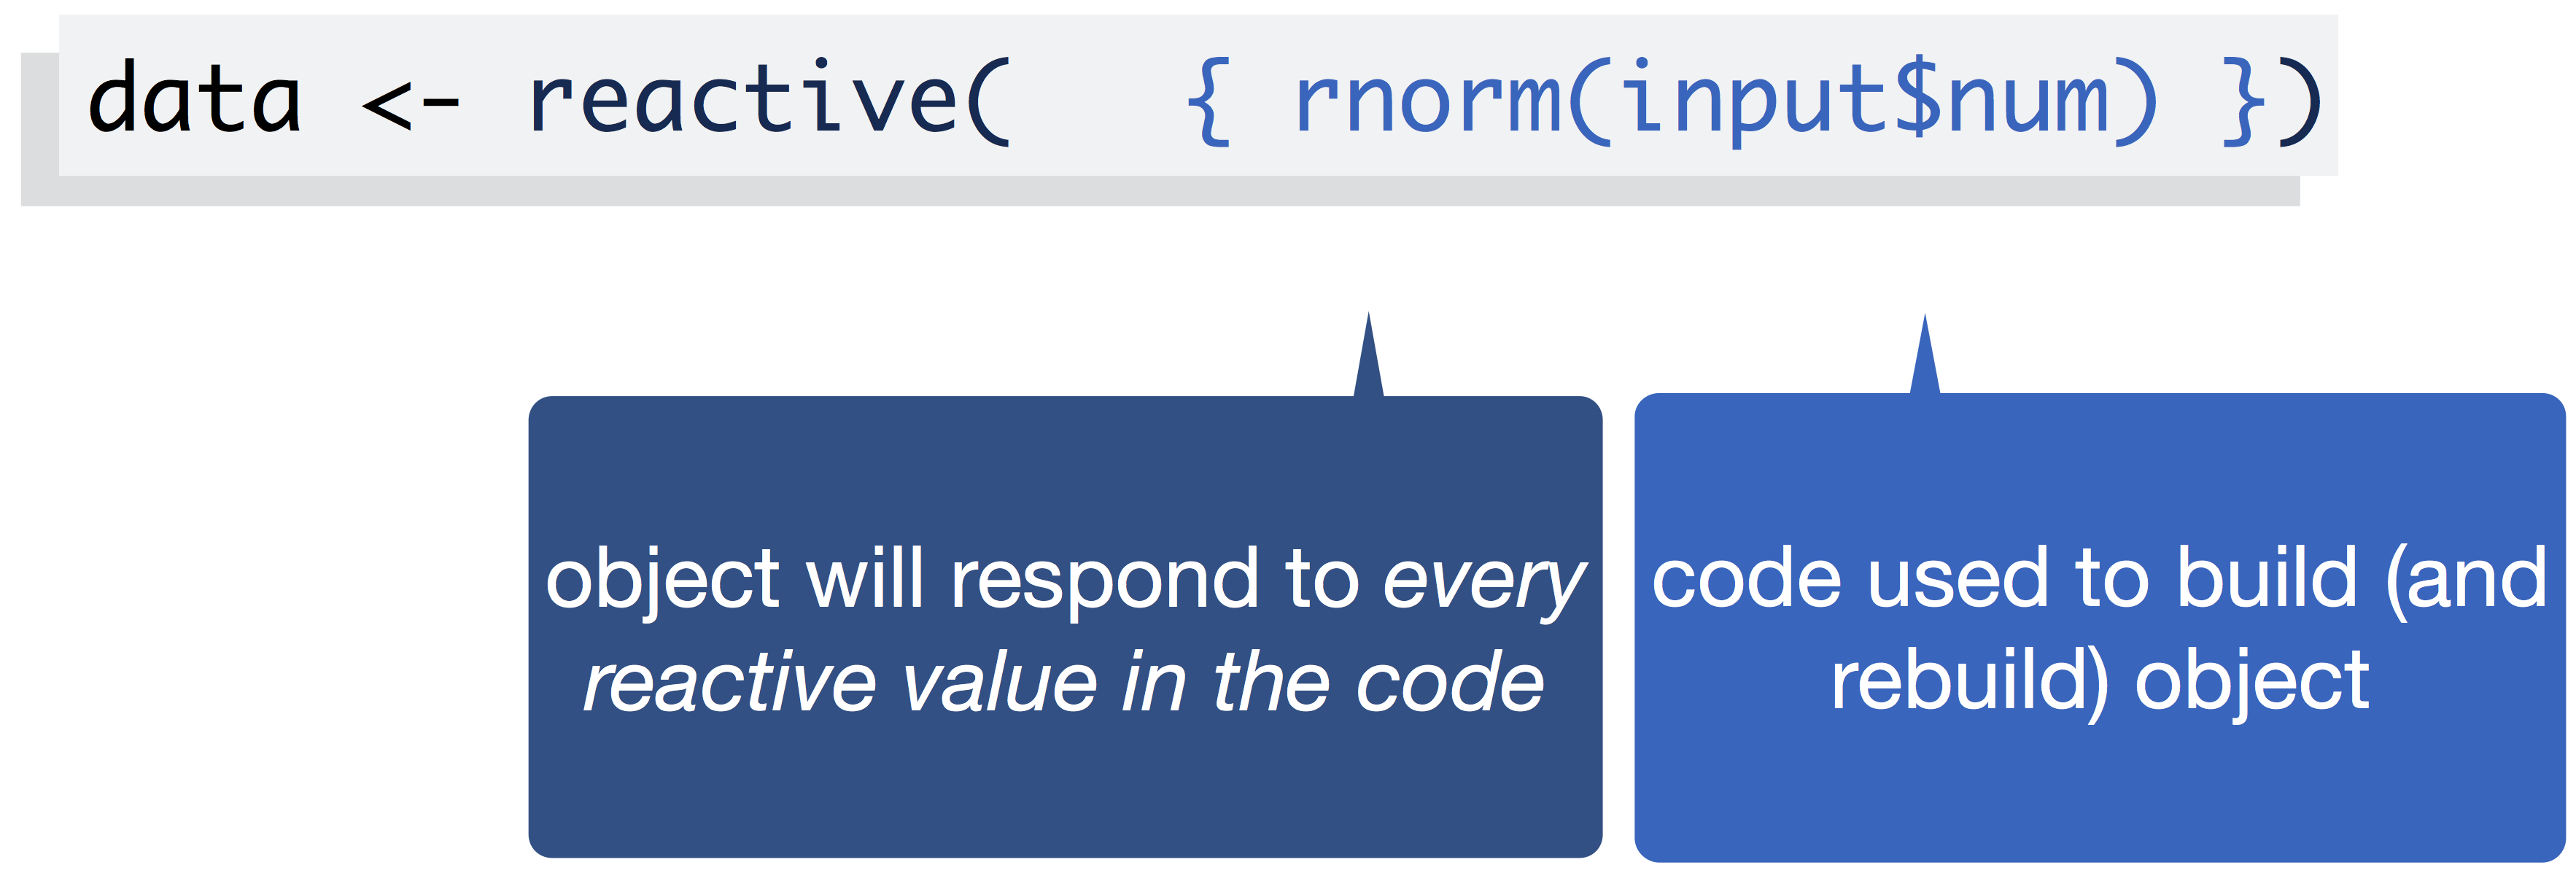 data <- reactive( { rnorm(input$num) })
object will respond to every
reactive value in the code
code used to build (and
rebuild) object